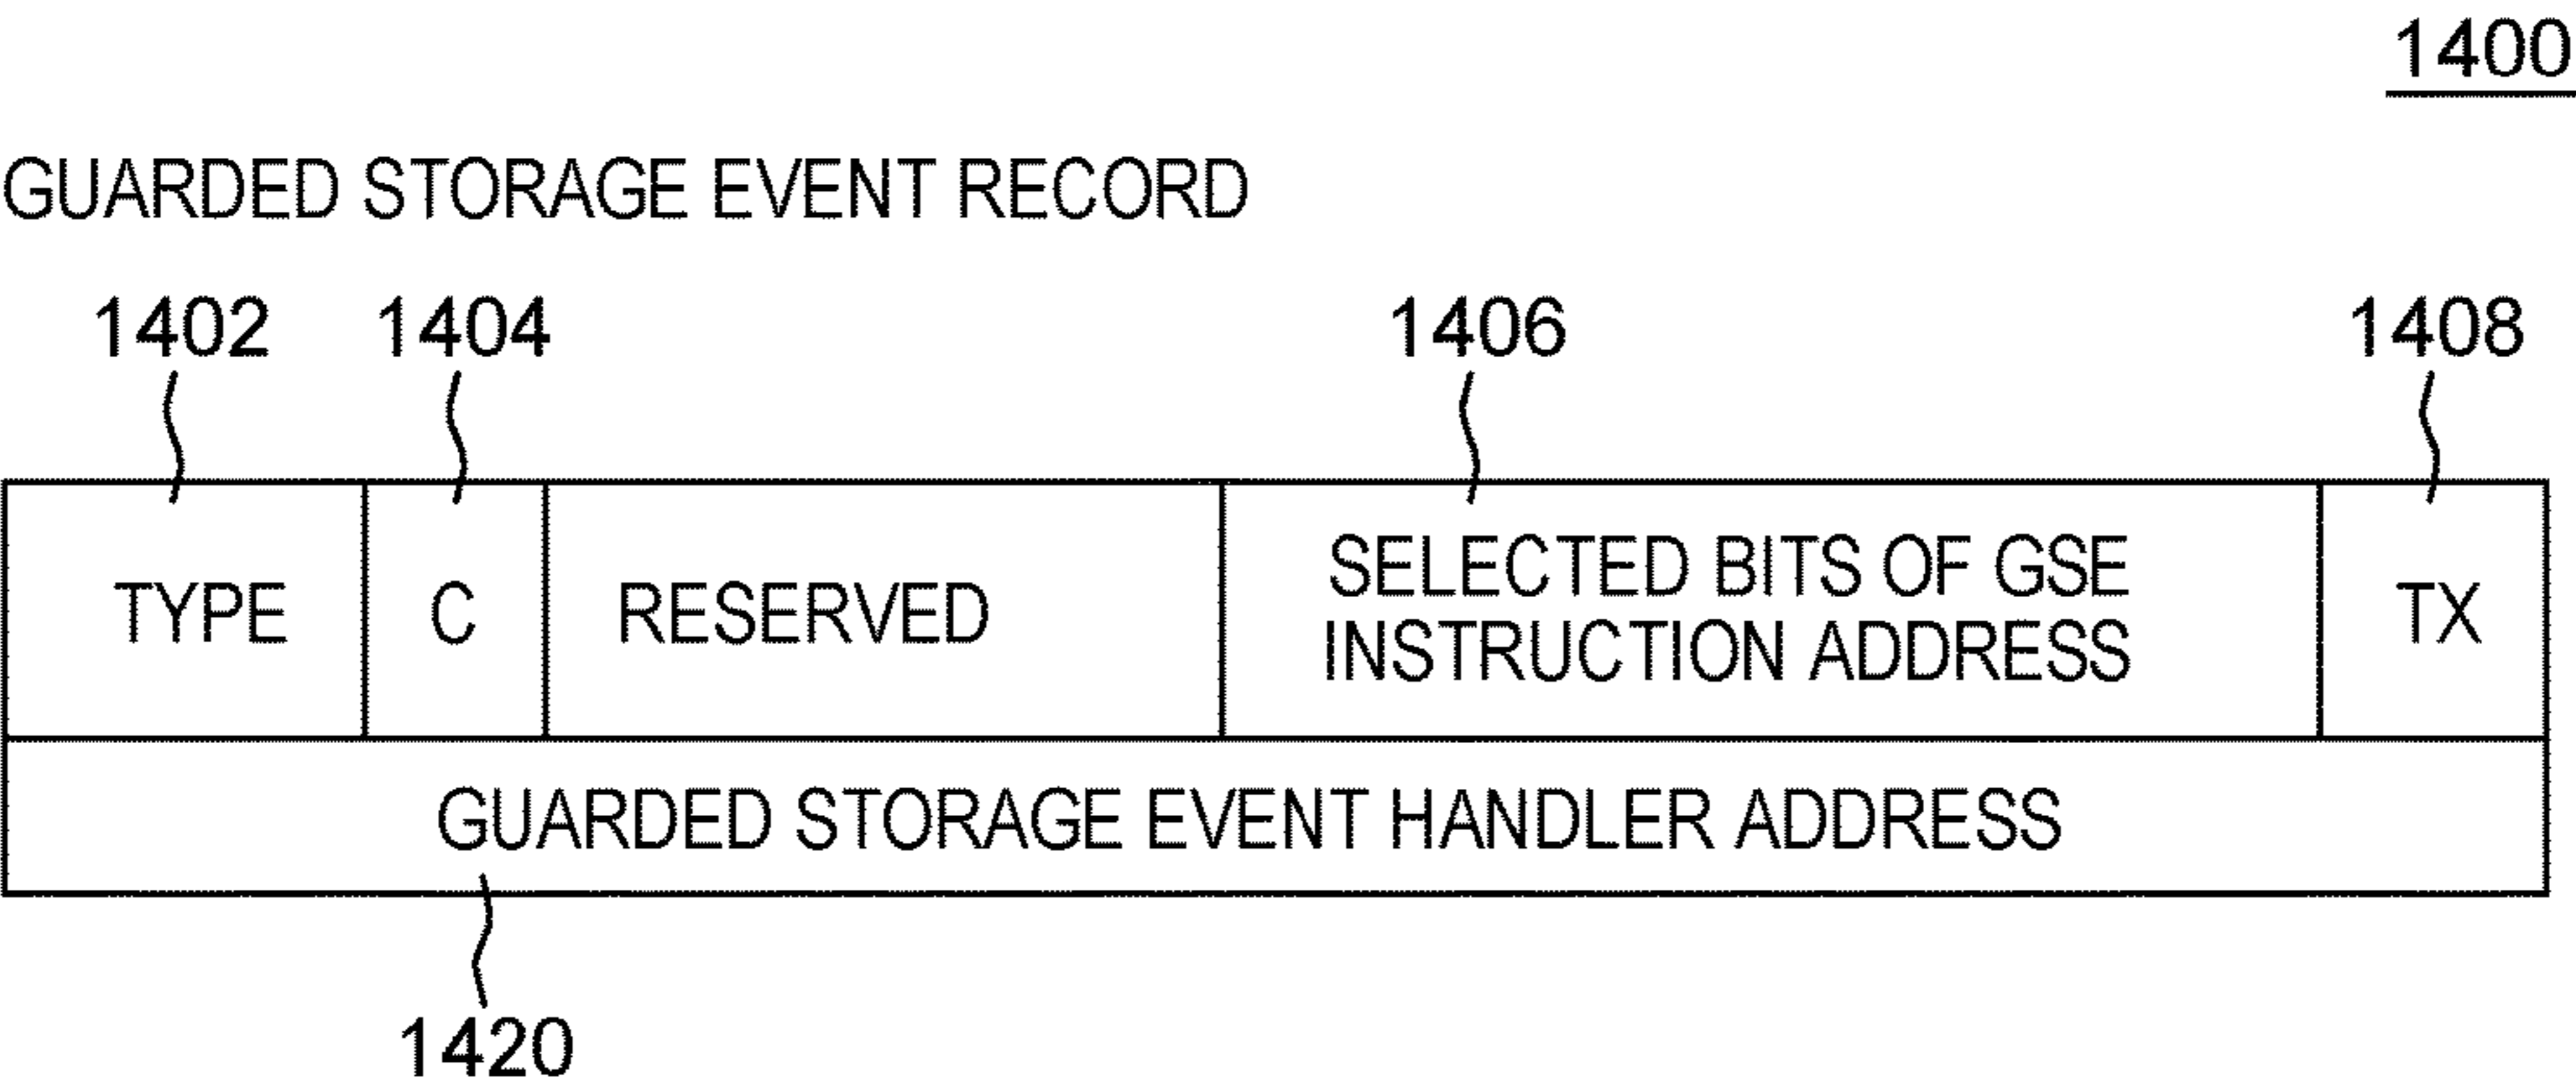 1400
GUARDED STORAGE EVENT RECORD
1402 1404 1406 1408
TYPE C RESERVED SELECTED BITS OF GSE
INSTRUCTION ADDRESS TX
GUARDED STORAGE EVENT HANDLER ADDRESS
1420